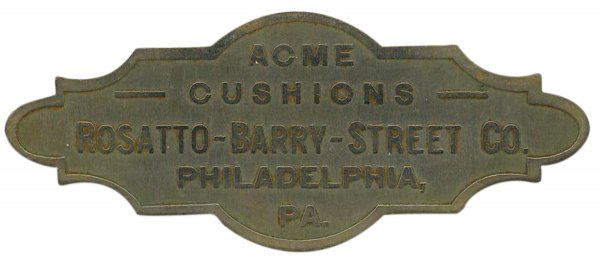 ACME
— CUSHIONS —
ROSATTO-BARRY-STREET CO.
PHILADELPHIA,
PA.